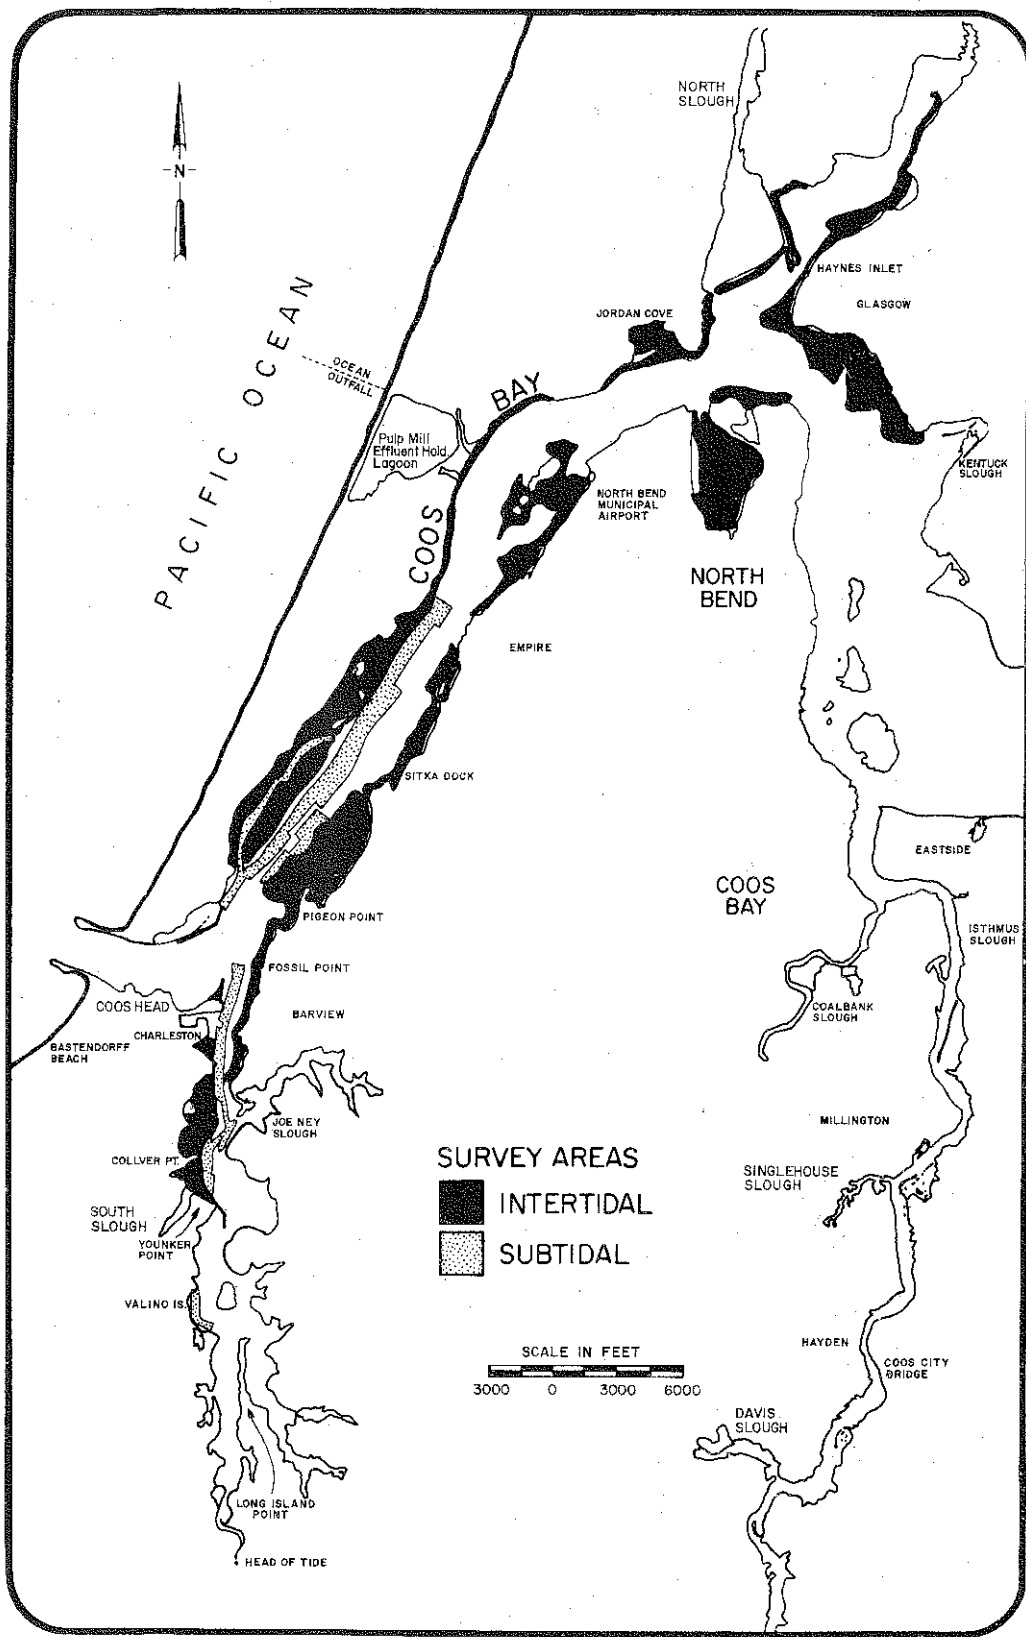 NORTH
SLOUGH
N
HAYNES INLET
GLASGOW
JORDAN COVE
PACIFIC OCEAN
OCEAN
OUTFALL
COOS BAY
Pulp Mill
Effluent Hold.
Lagoon
KENTUCK
SLOUGH
NORTH BEND
MUNICIPAL
AIRPORT
NORTH
BEND
EMPIRE
SITKA DOCK
EASTSIDE
COOS
BAY
PIGEON POINT
ISTHMUS
SLOUGH
FOSSIL POINT
COOS HEAD
BARVIEW
COALBANK
SLOUGH
CHARLESTON
BASTENDORFF
BEACH
JOE NEY
SLOUGH
MILLINGTON
COLLVER PT.
SURVEY AREAS
INTERTIDAL
SUBTIDAL
SINGLEHOUSE
SLOUGH
SOUTH
SLOUGH
YOUNKER
POINT
VALINO IS.
HAYDEN
COOS CITY
BRIDGE
SCALE IN FEET
3000 0 3000 6000
DAVIS
SLOUGH
LONG ISLAND
POINT
HEAD OF TIDE